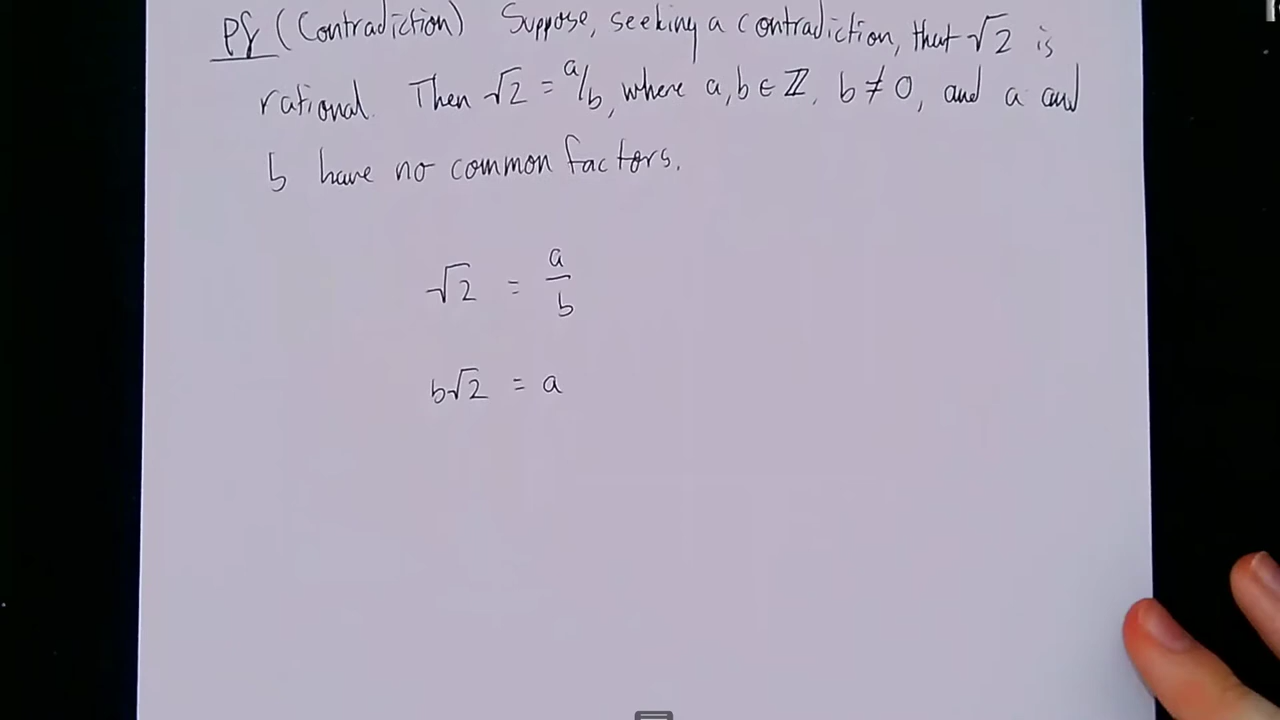 Pf (Contradiction) Suppose, seeking a contradiction, that √2 is
rational. Then √2 = a/b, where a, b ∈ ℤ, b ≠ 0, and a and
b have no common factors.
√2 = a/b
b√2 = a